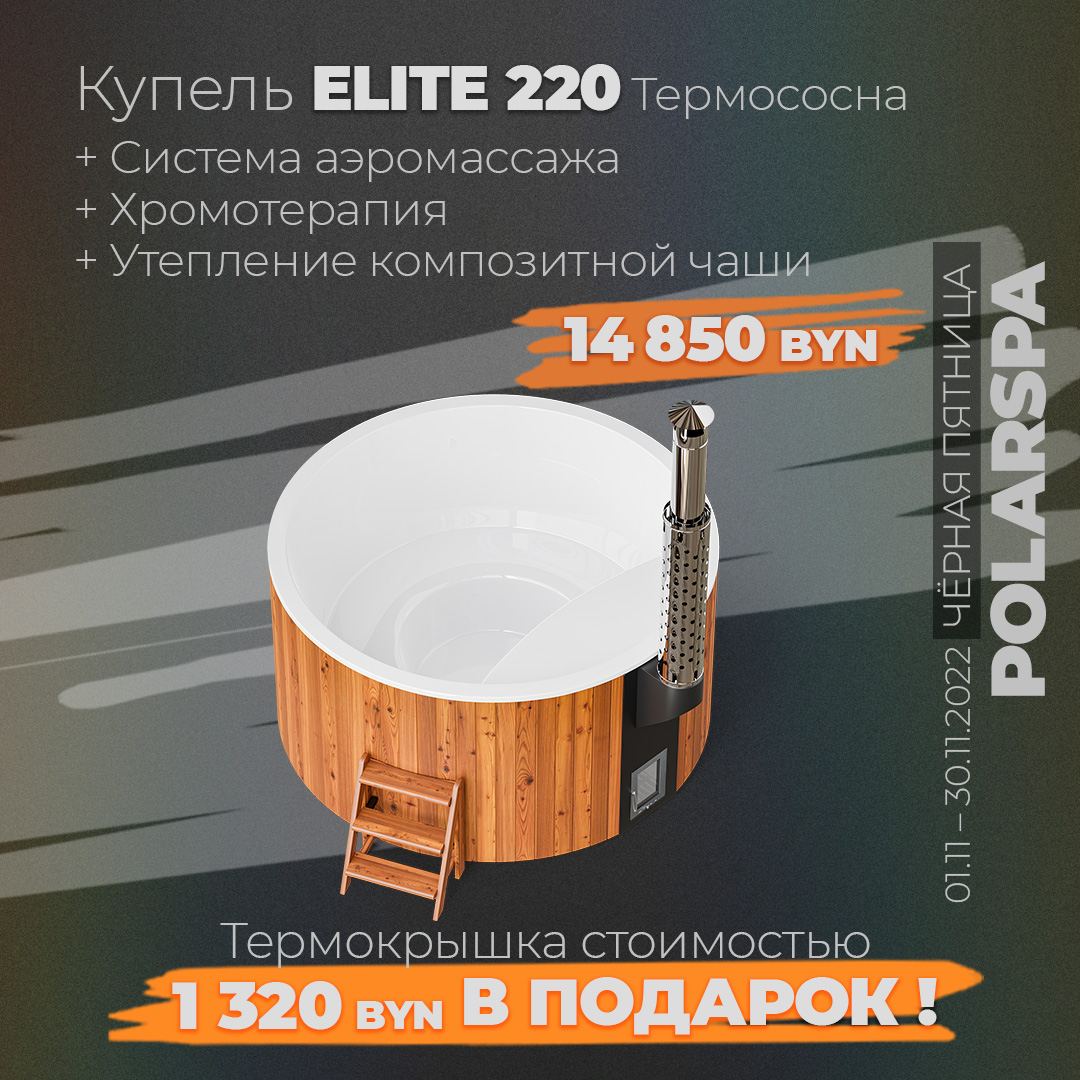 Купель ELITE 220 Термососна
+ Система аэромассажа
+ Хромотерапия
+ Утепление композитной чаши
14 850 BYN
01.11 – 30.11.2022 ЧЁРНАЯ ПЯТНИЦА
POLARSPA
Термокрышка стоимостью
1 320 BYN В ПОДАРОК !